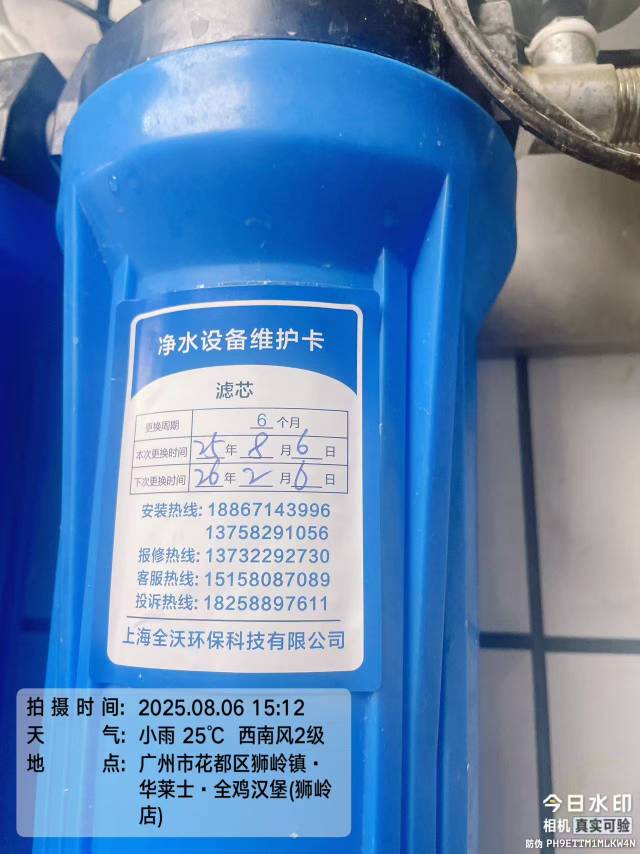 净水设备维护卡
滤芯
更换周期 6 个月
本次更换时间 25 年 8 月 6 日
下次更换时间 26 年 2 月 6 日
安装热线: 18867143996
13758291056
报修热线: 13732292730
客服热线: 15158087089
投诉热线: 18258897611
上海全沃环保科技有限公司
拍摄时间: 2025.08.06 15:12
天气: 小雨 25℃ 西南风2级
地点: 广州市花都区狮岭镇·
华莱士·全鸡汉堡(狮岭
店)
今日水印
相机 真实可验
防伪 PH9ETTM1MLKW4N